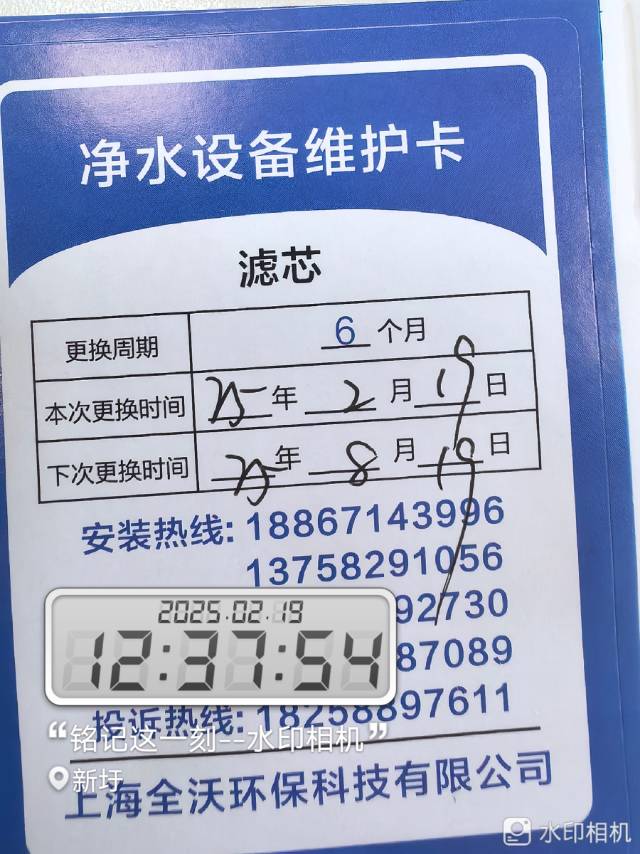 净水设备维护卡
滤芯
更换周期 6 个月
本次更换时间 25 年 2 月 19 日
下次更换时间 25 年 8 月 19 日
安装热线: 18867143996
13758291056
92730
87089
2025.02.19
12:37:54
投诉热线: 18258897611
“铭记这一刻--水印相机”
新圩
上海全沃环保科技有限公司
水印相机